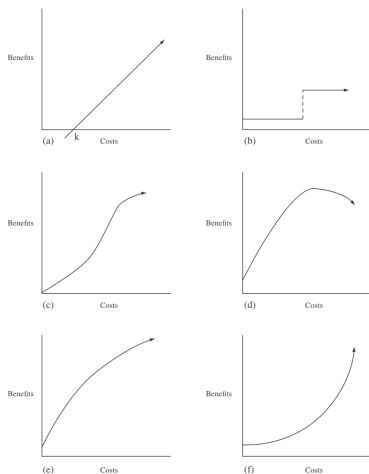 Benefits
k
(a)
Costs
Benefits
(b)
Costs
Benefits
(c)
Costs
Benefits
(d)
Costs
Benefits
(e)
Costs
Benefits
(f)
Costs